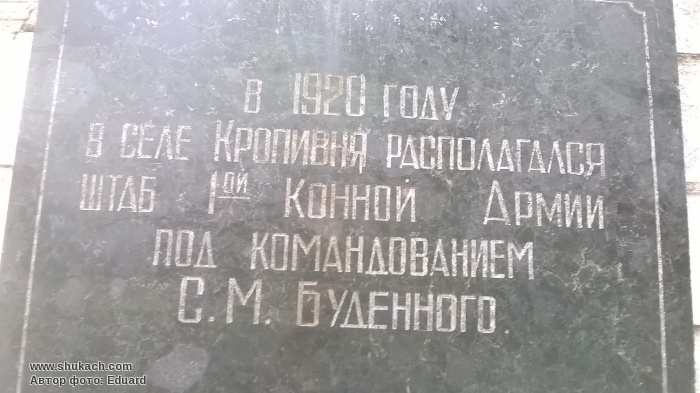 В 1920 году
в селе Кропивня располагался
штаб 1ой Конной Армии
под командованием
С.М. Буденного.
www.shukach.com
Автор фото: Eduard